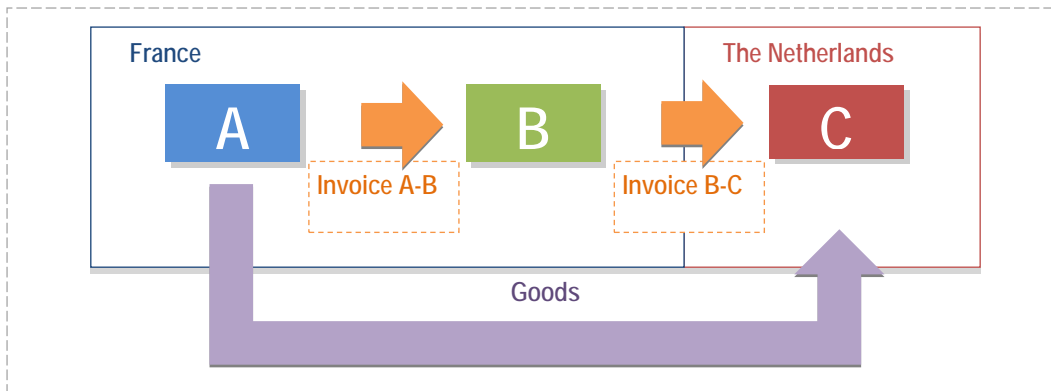 France
The Netherlands
A
B
C
Invoice A-B
Invoice B-C
Goods